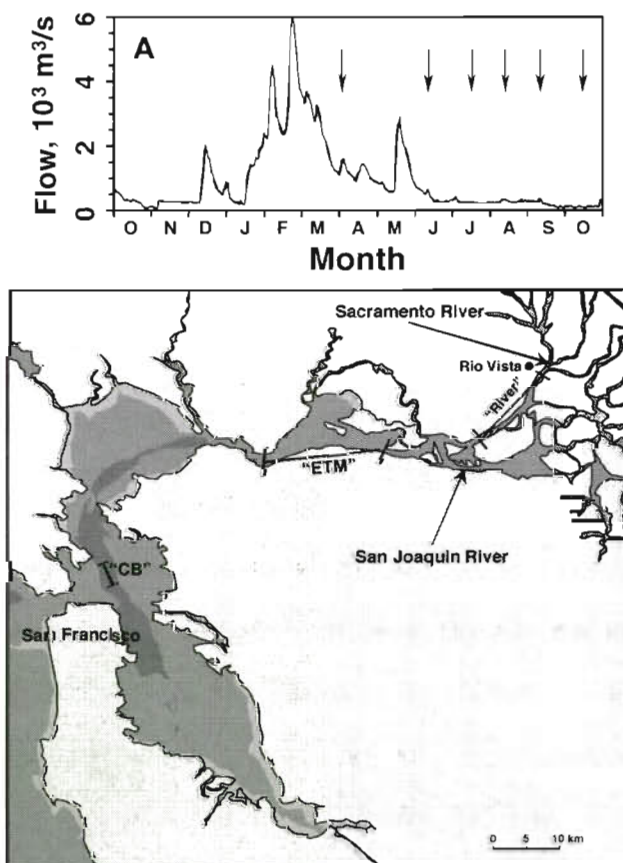 A
Flow, 10³ m³/s
6
4
2
0
O N D J F M A M J J A S O
Month
Sacramento River
Rio Vista
"River"
"ETM"
San Joaquin River
"CB"
San Francisco
0 5 10 km